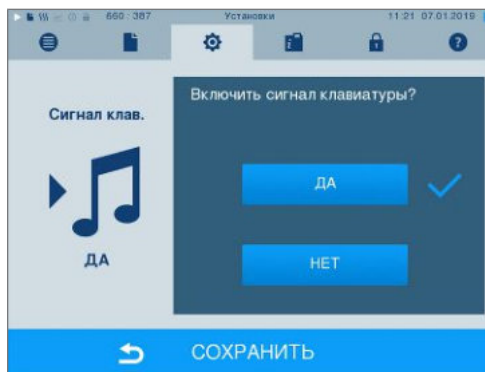 660 : 387 Установки 11:21 07.01.2019
Сигнал клав.
ДА
Включить сигнал клавиатуры?
ДА
НЕТ
СОХРАНИТЬ